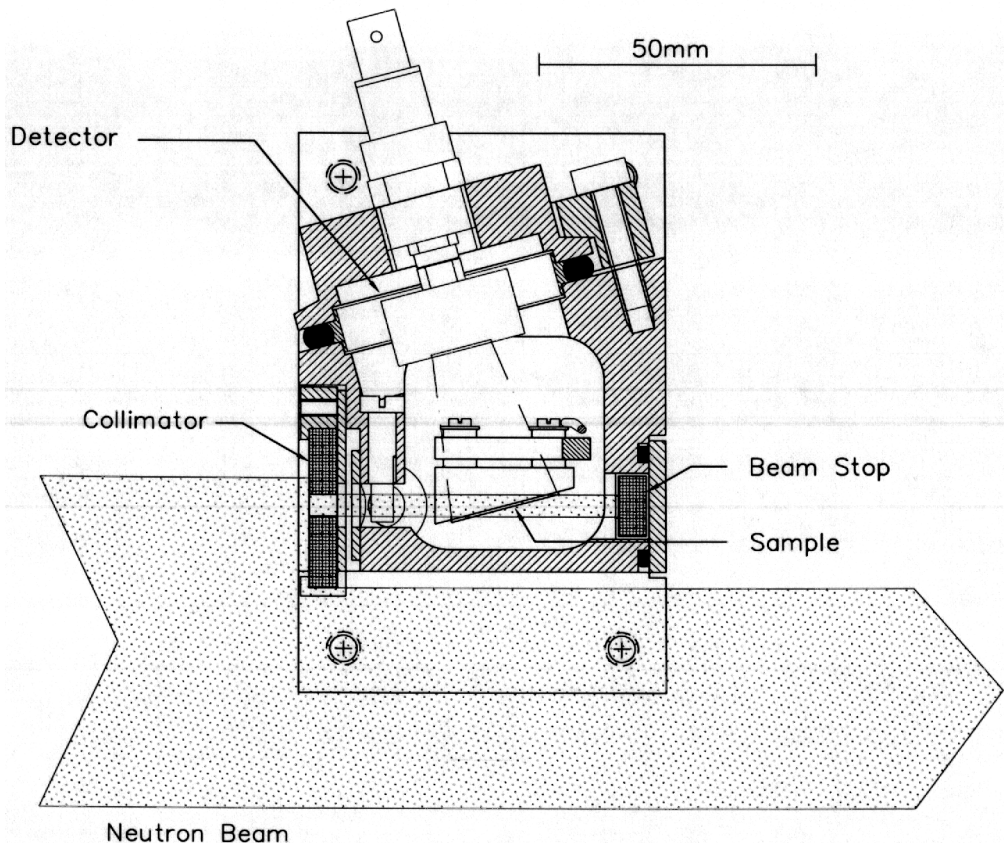 50mm
Detector
Collimator
Beam Stop
Sample
Neutron Beam